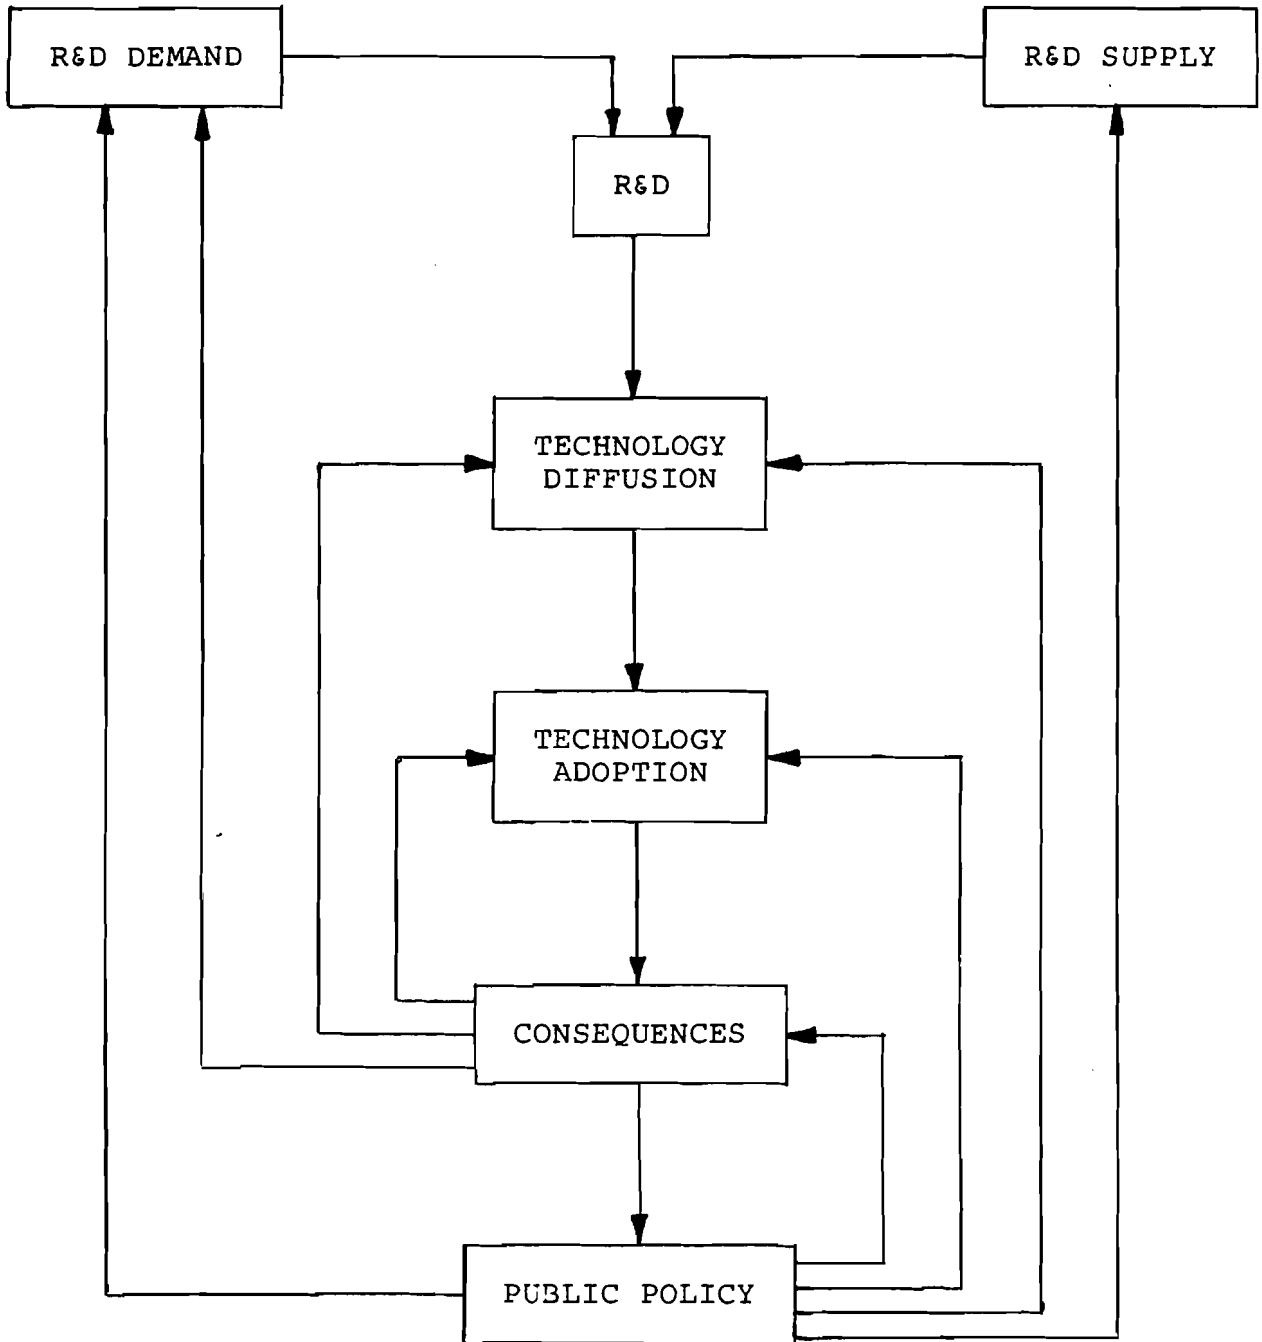 R&D DEMAND
R&D SUPPLY
R&D
TECHNOLOGY
DIFFUSION
TECHNOLOGY
ADOPTION
CONSEQUENCES
PUBLIC POLICY